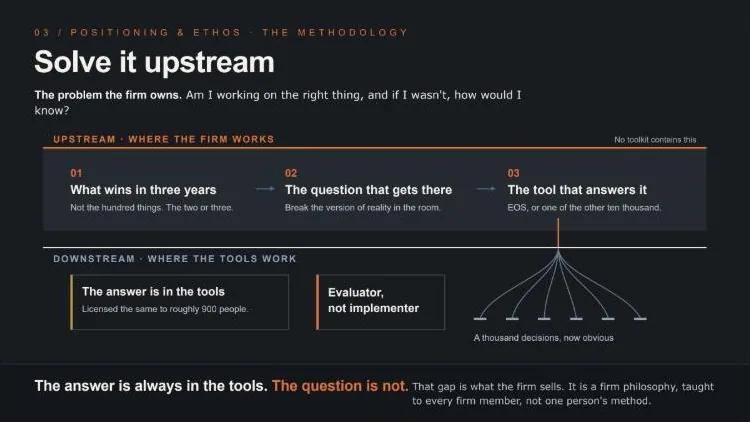 03 / POSITIONING & ETHOS · THE METHODOLOGY
Solve it upstream
The problem the firm owns. Am I working on the right thing, and if I wasn't, how would I
know?
UPSTREAM · WHERE THE FIRM WORKS
No toolkit contains this
01
What wins in three years
Not the hundred things. The two or three.
02
The question that gets there
Break the version of reality in the room.
03
The tool that answers it
EOS, or one of the other ten thousand.
DOWNSTREAM · WHERE THE TOOLS WORK
The answer is in the tools
Licensed the same to roughly 900 people.
Evaluator,
not implementer
A thousand decisions, now obvious
The answer is always in the tools. The question is not.
That gap is what the firm sells. It is a firm philosophy, taught
to every firm member, not one person's method.